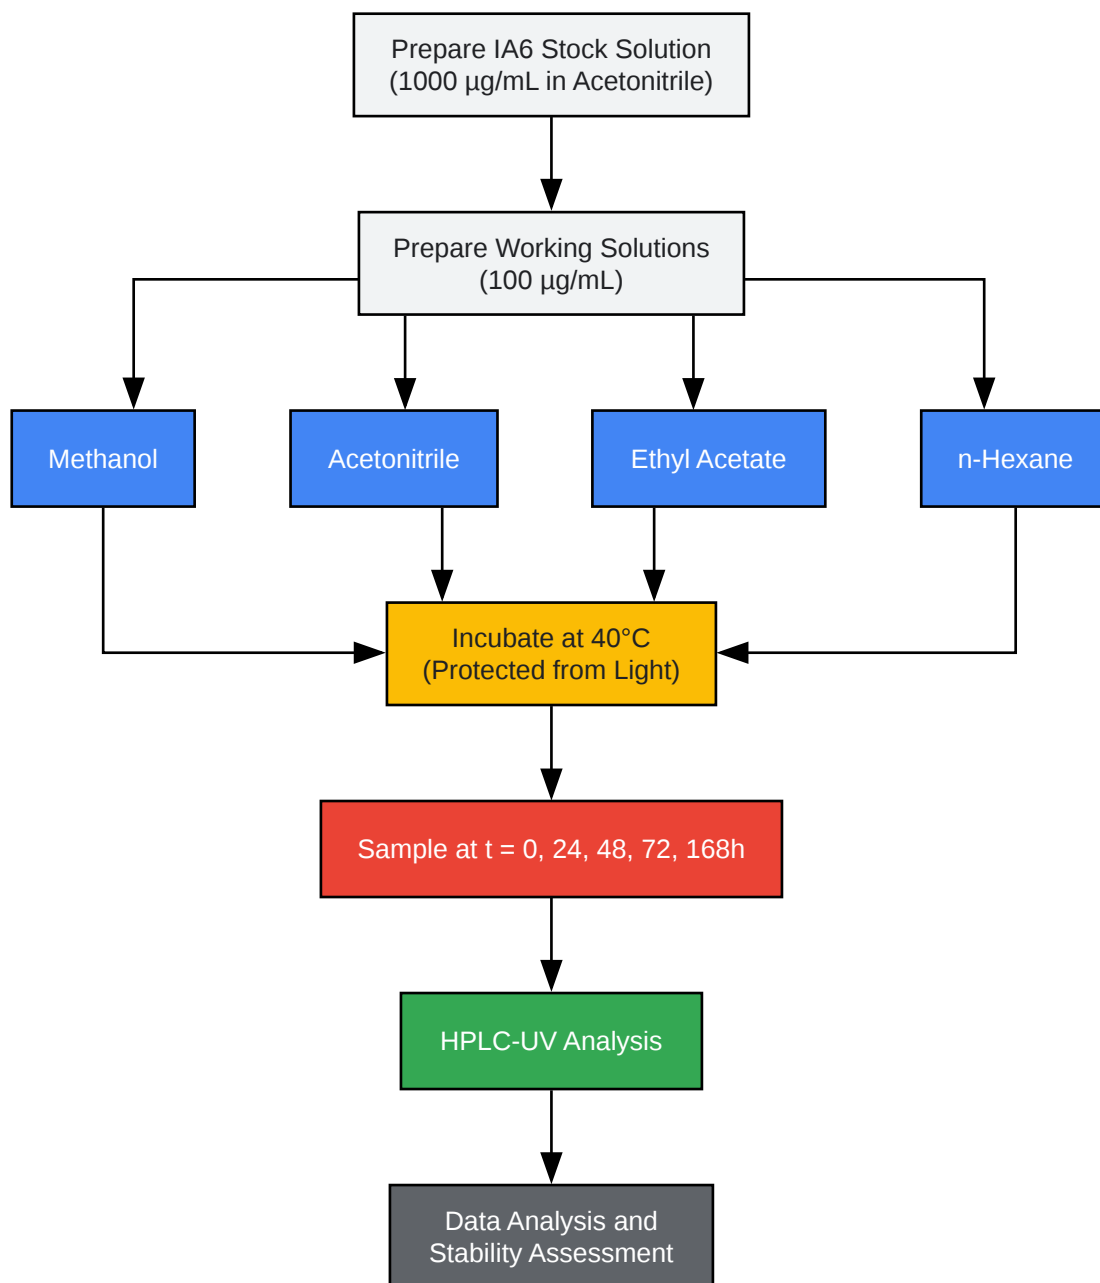 Prepare IA6 Stock Solution
(1000 µg/mL in Acetonitrile)
Prepare Working Solutions
(100 µg/mL)
Methanol
Acetonitrile
Ethyl Acetate
n-Hexane
Incubate at 40°C
(Protected from Light)
Sample at t = 0, 24, 48, 72, 168h
HPLC-UV Analysis
Data Analysis and
Stability Assessment